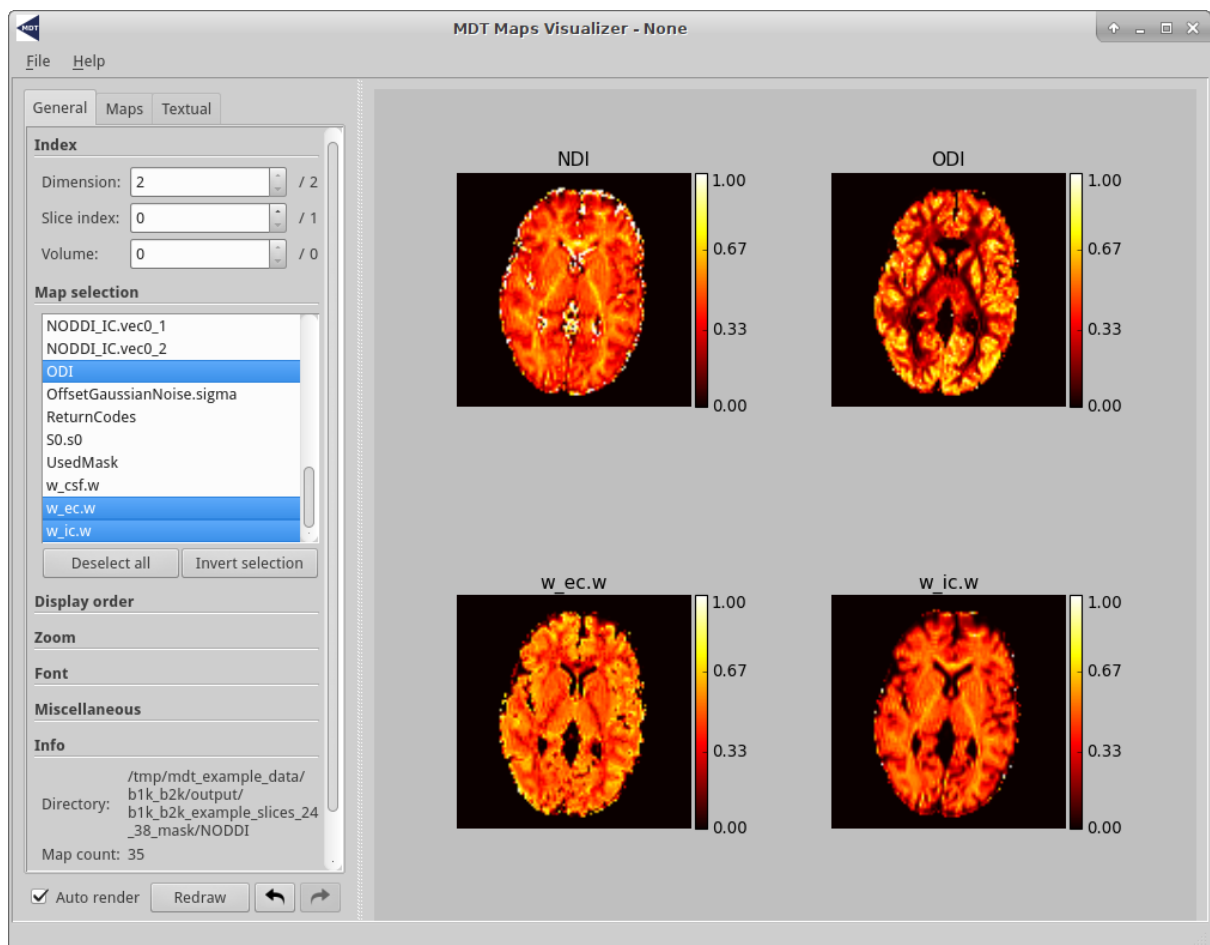 MDT
MDT Maps Visualizer - None
File Help
General Maps Textual
Index
Dimension: 2 / 2
Slice index: 0 / 1
Volume: 0 / 0
Map selection
NODDI_IC.vec0_1
NODDI_IC.vec0_2
ODI
OffsetGaussianNoise.sigma
ReturnCodes
S0.s0
UsedMask
w_csf.w
w_ec.w
w_ic.w
Deselect all Invert selection
Display order
Zoom
Font
Miscellaneous
Info
Directory: /tmp/mdt_example_data/
b1k_b2k/output/
b1k_b2k_example_slices_24
_38_mask/NODDI
Map count: 35
Auto render Redraw
NDI
1.00
0.67
0.33
0.00
ODI
1.00
0.67
0.33
0.00
w_ec.w
1.00
0.67
0.33
0.00
w_ic.w
1.00
0.67
0.33
0.00